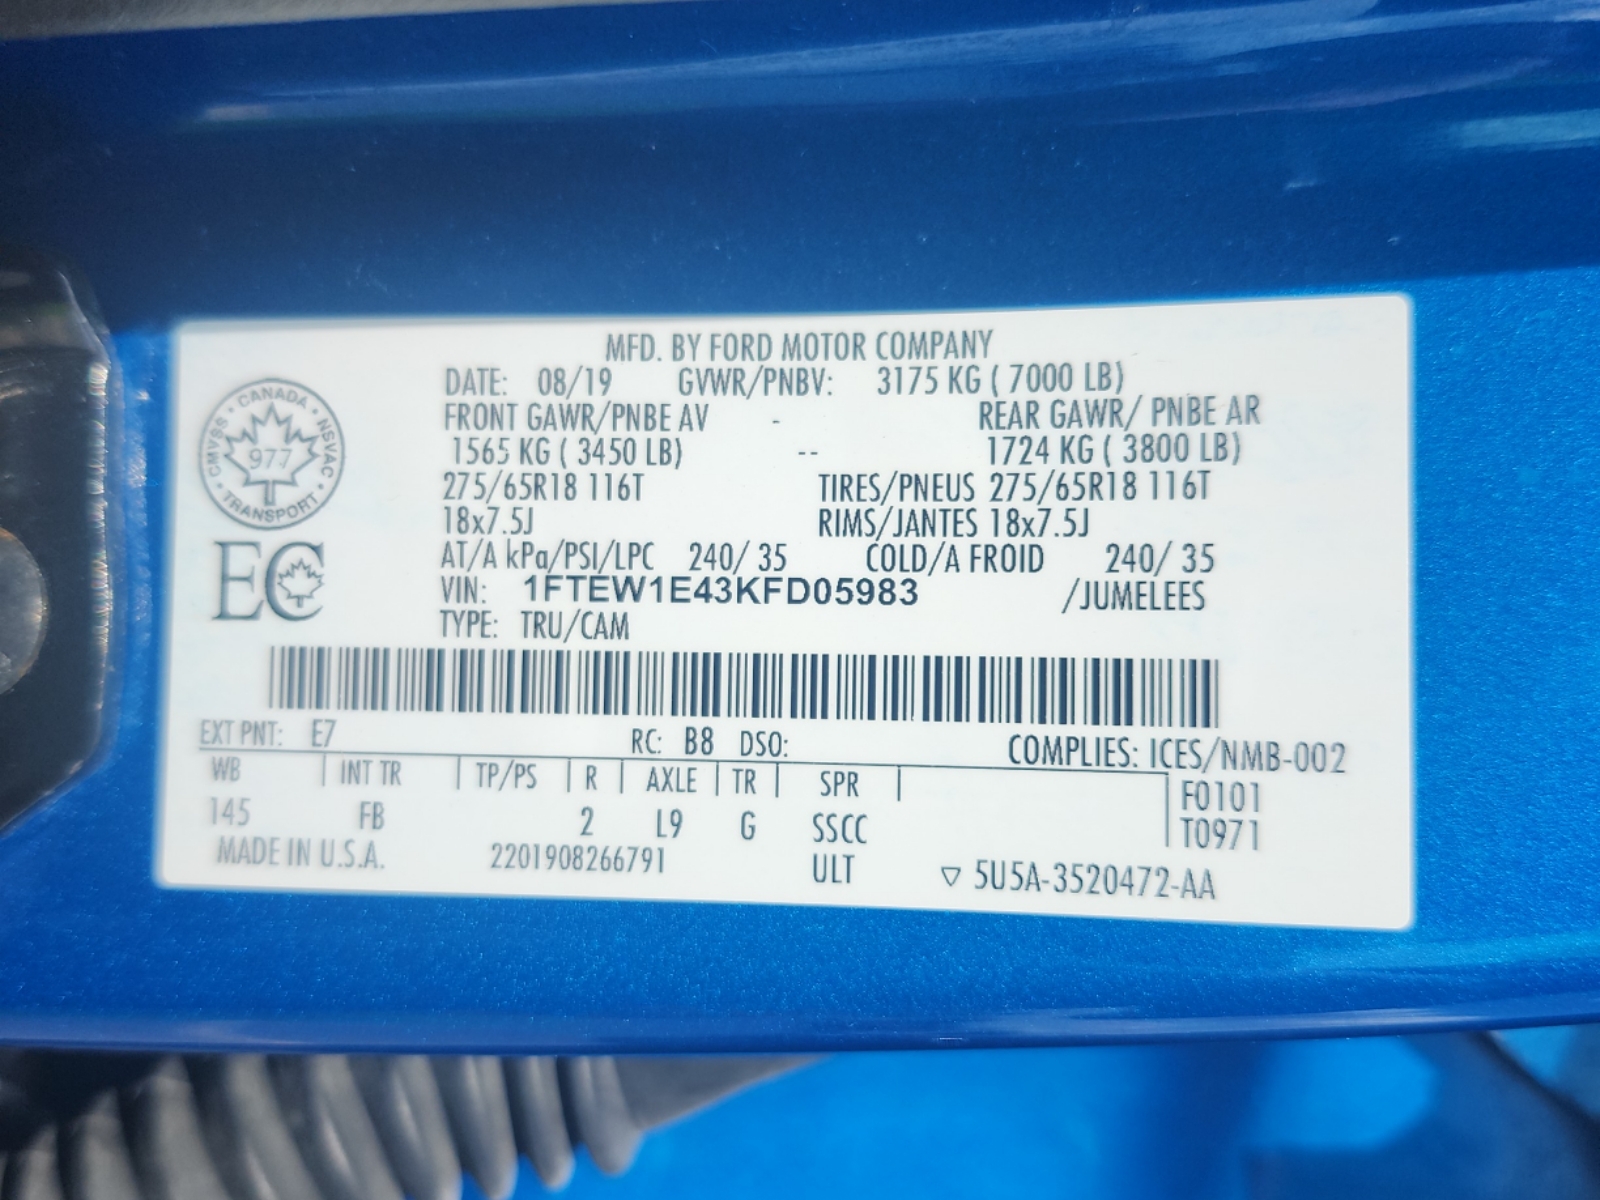 MFD. BY FORD MOTOR COMPANY
DATE: 08/19 GVWR/PNBV: 3175 KG ( 7000 LB)
FRONT GAWR/PNBE AV - REAR GAWR/ PNBE AR
1565 KG ( 3450 LB) -- 1724 KG ( 3800 LB)
275/65R18 116T TIRES/PNEUS 275/65R18 116T
18x7.5J RIMS/JANTES 18x7.5J
AT/A kPa/PSI/LPC 240/ 35 COLD/A FROID 240/ 35
VIN: 1FTEW1E43KFD05983 /JUMELEES
TYPE: TRU/CAM
CANADA · NSVAC · TRANSPORT · CMVSS ·
977
EC
EXT PNT: E7 RC: B8 DSO: COMPLIES: ICES/NMB-002
WB | INT TR | TP/PS | R | AXLE | TR | SPR | F0101
145 FB 2 L9 G SSCC T0971
MADE IN U.S.A. 2201908266791 ULT ▽ 5U5A-3520472-AA